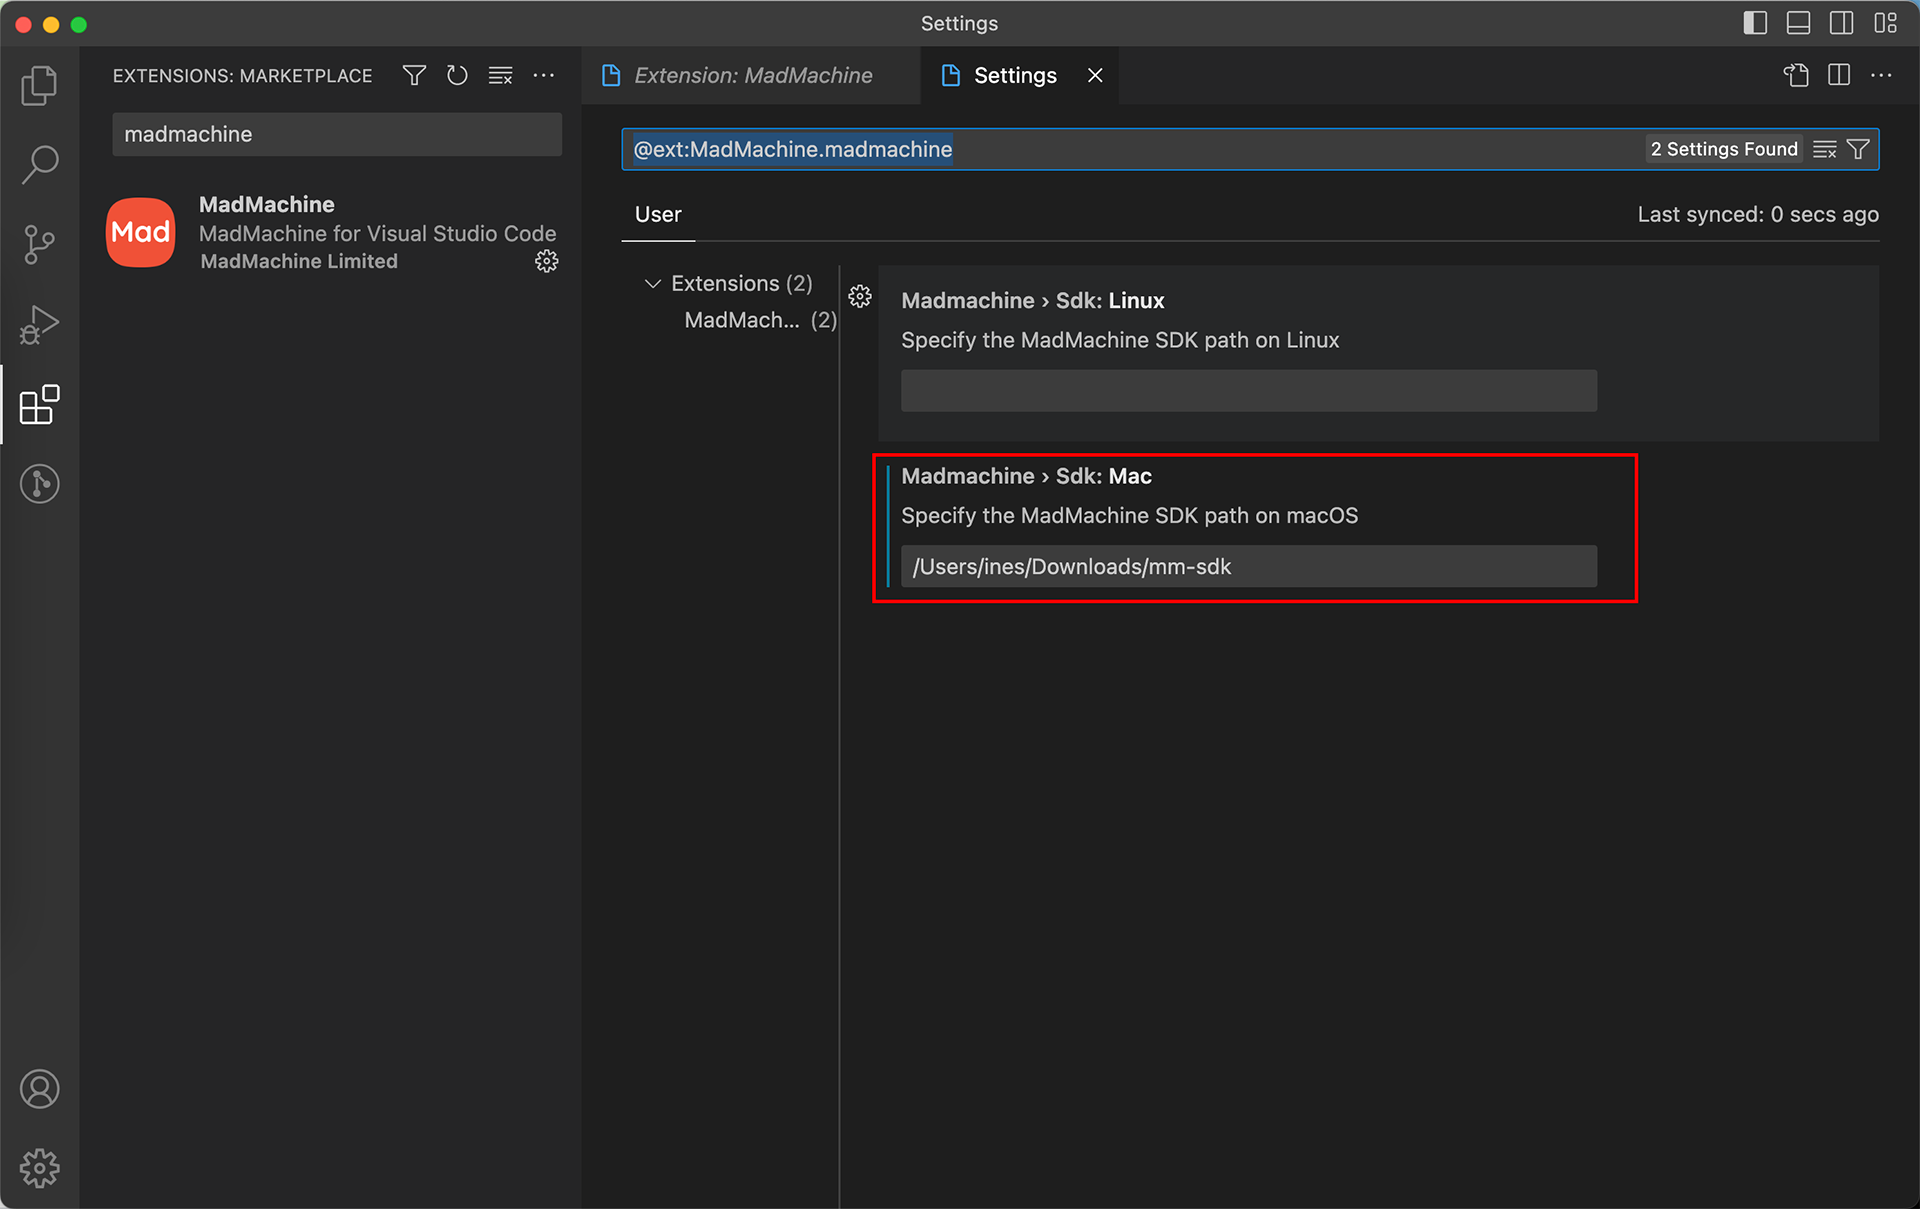 Settings
EXTENSIONS: MARKETPLACE
madmachine
Mad
MadMachine
MadMachine for Visual Studio Code
MadMachine Limited
Extension: MadMachine
Settings
@ext:MadMachine.madmachine
2 Settings Found
User
Last synced: 0 secs ago
Extensions (2)
MadMach... (2)
Madmachine › Sdk: Linux
Specify the MadMachine SDK path on Linux
Madmachine › Sdk: Mac
Specify the MadMachine SDK path on macOS
/Users/ines/Downloads/mm-sdk